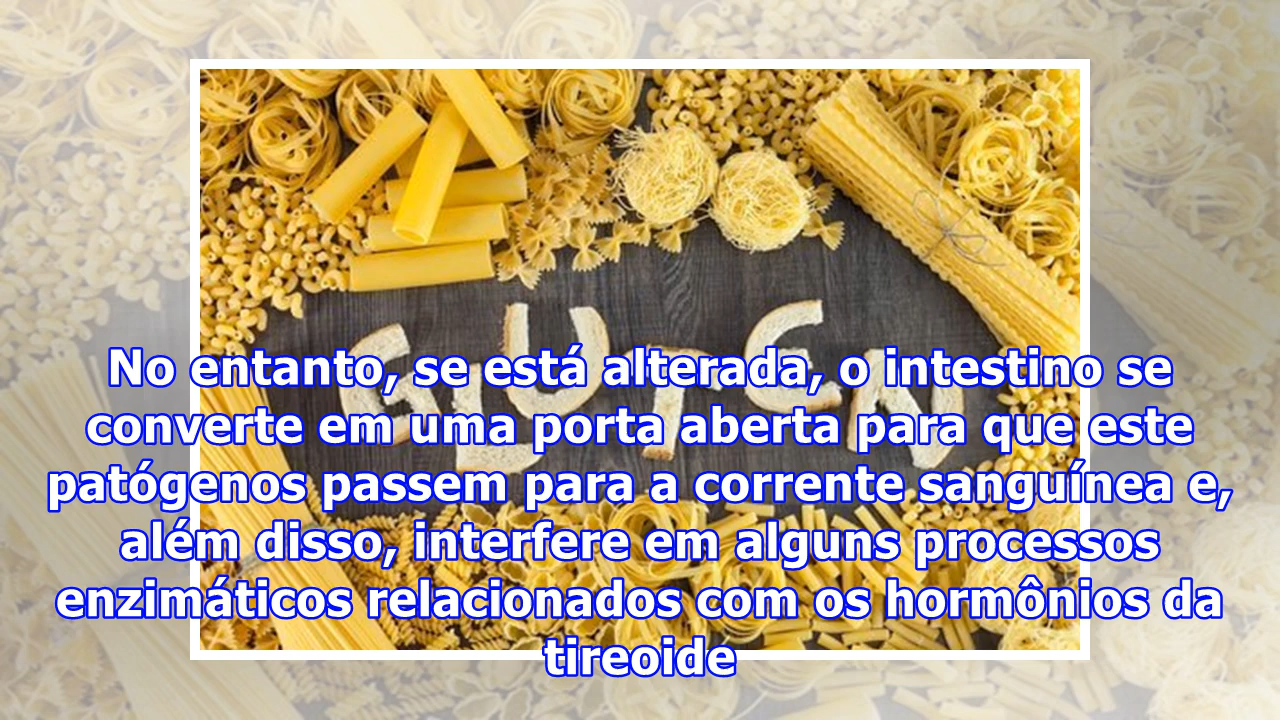 GLUTEN
No entanto, se está alterada, o intestino se
converte em uma porta aberta para que este
patógenos passem para a corrente sanguínea e,
além disso, interfere em alguns processos
enzimáticos relacionados com os hormônios da
tireoide